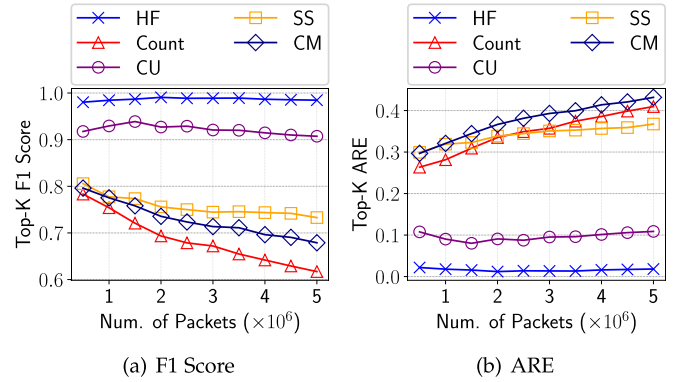 HF
SS
Count
CM
CU
1.0
0.9
0.8
0.7
0.6
Top-K F1 Score
1 2 3 4 5
Num. of Packets (×10⁶)
(a) F1 Score
HF
SS
Count
CM
CU
0.4
0.3
0.2
0.1
0.0
Top-K ARE
1 2 3 4 5
Num. of Packets (×10⁶)
(b) ARE